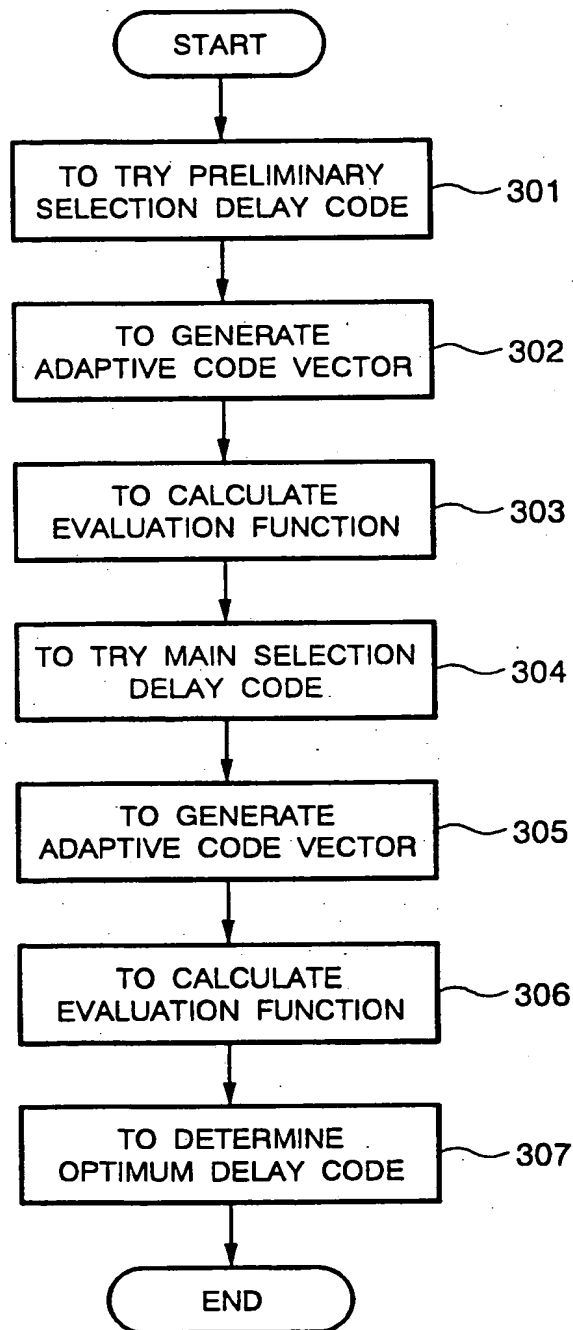 START
TO TRY PRELIMINARY
SELECTION DELAY CODE
301
TO GENERATE
ADAPTIVE CODE VECTOR
302
TO CALCULATE
EVALUATION FUNCTION
303
TO TRY MAIN SELECTION
DELAY CODE
304
TO GENERATE
ADAPTIVE CODE VECTOR
305
TO CALCULATE
EVALUATION FUNCTION
306
TO DETERMINE
OPTIMUM DELAY CODE
307
END